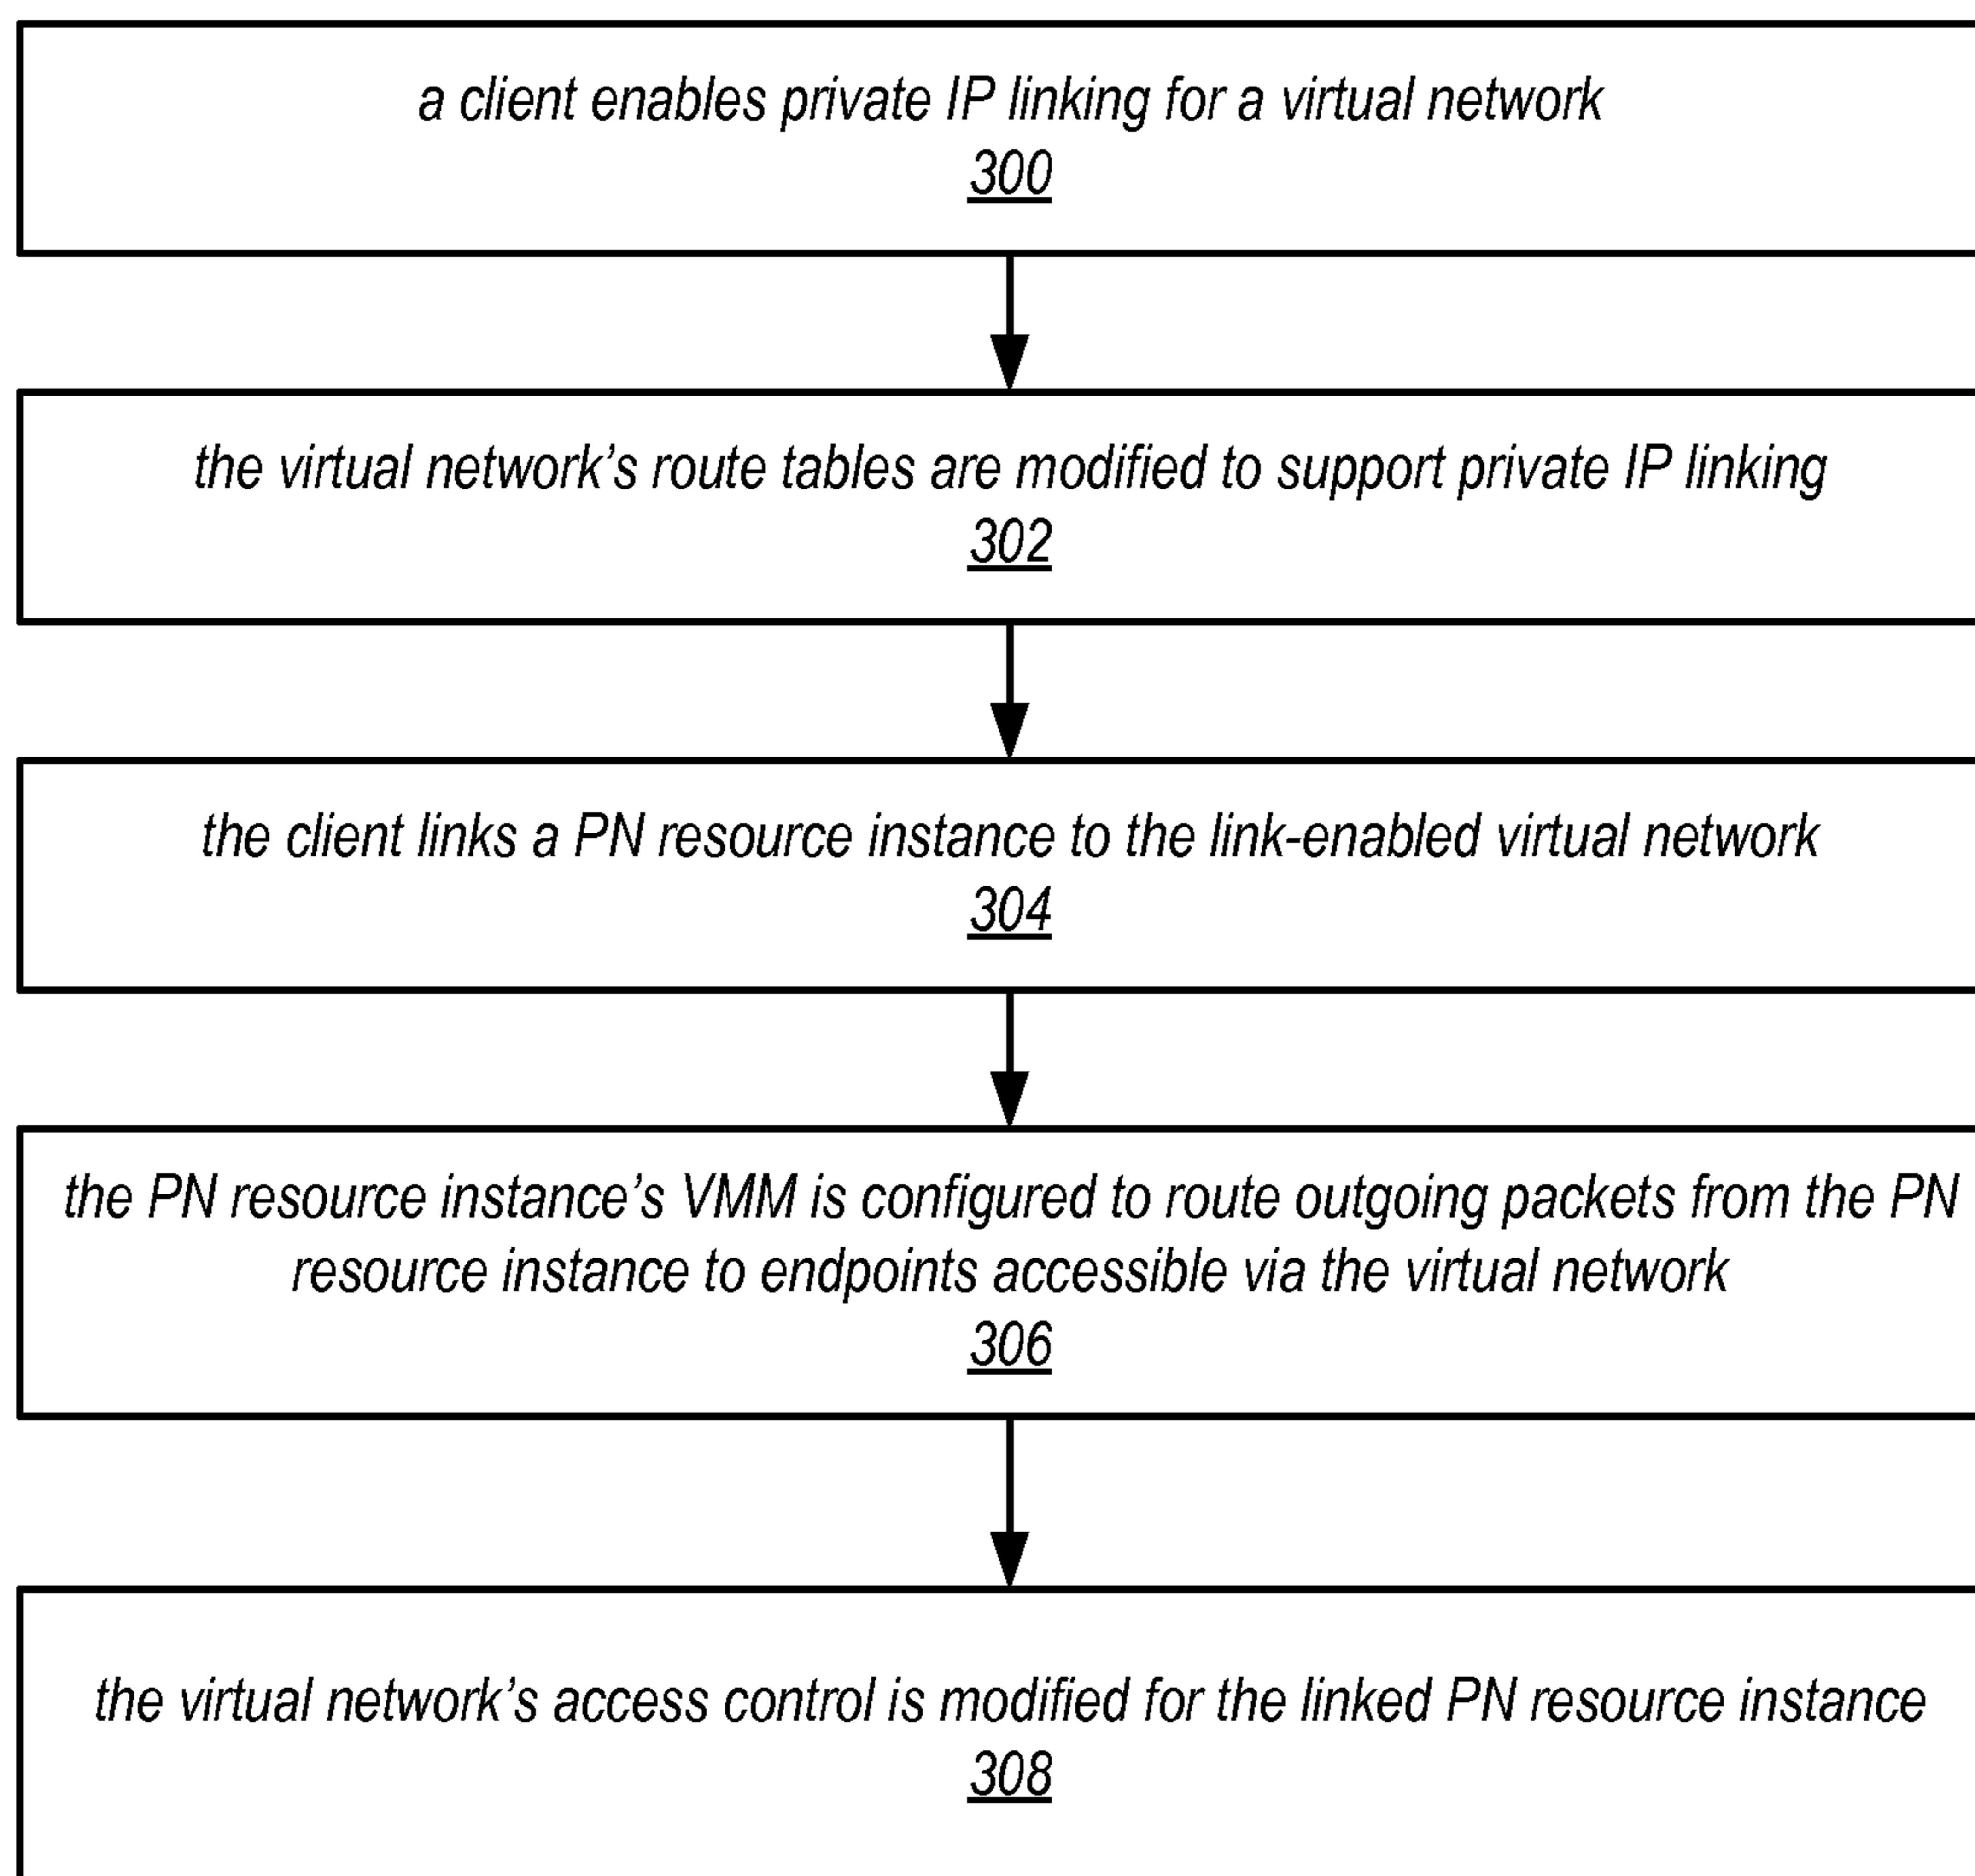 a client enables private IP linking for a virtual network
300
the virtual network’s route tables are modified to support private IP linking
302
the client links a PN resource instance to the link-enabled virtual network
304
the PN resource instance’s VMM is configured to route outgoing packets from the PN
resource instance to endpoints accessible via the virtual network
306
the virtual network’s access control is modified for the linked PN resource instance
308